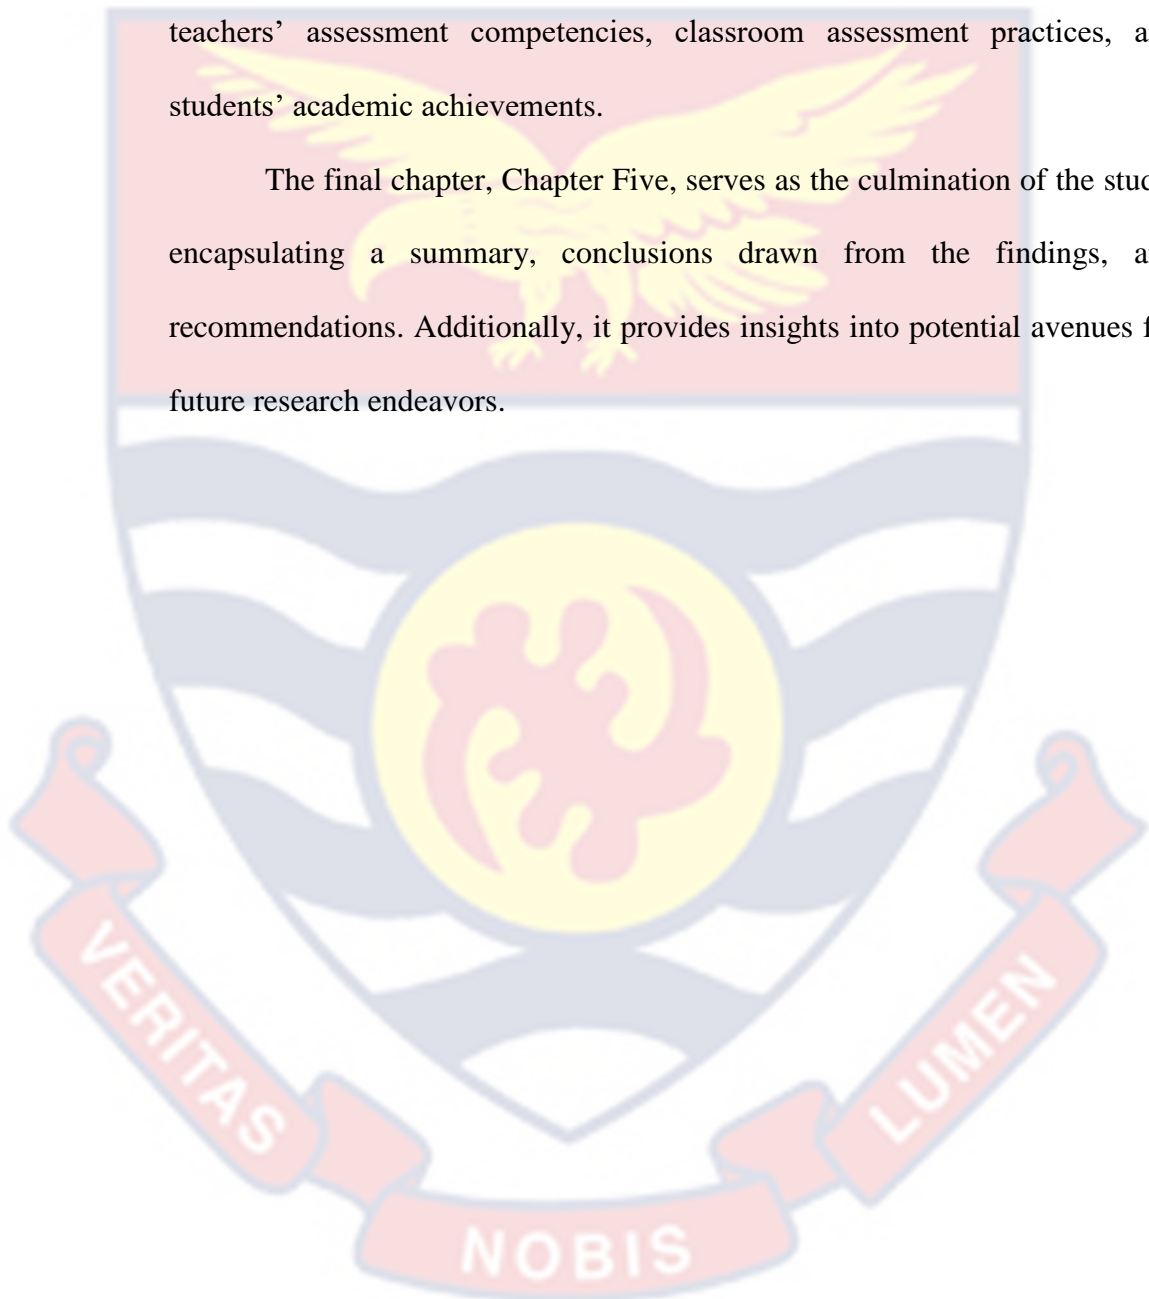 teachers’ assessment competencies, classroom assessment practices, a
students’ academic achievements.
The final chapter, Chapter Five, serves as the culmination of the stud
encapsulating a summary, conclusions drawn from the findings, a
recommendations. Additionally, it provides insights into potential avenues f
future research endeavors.
VERITAS
NOBIS
LUMEN